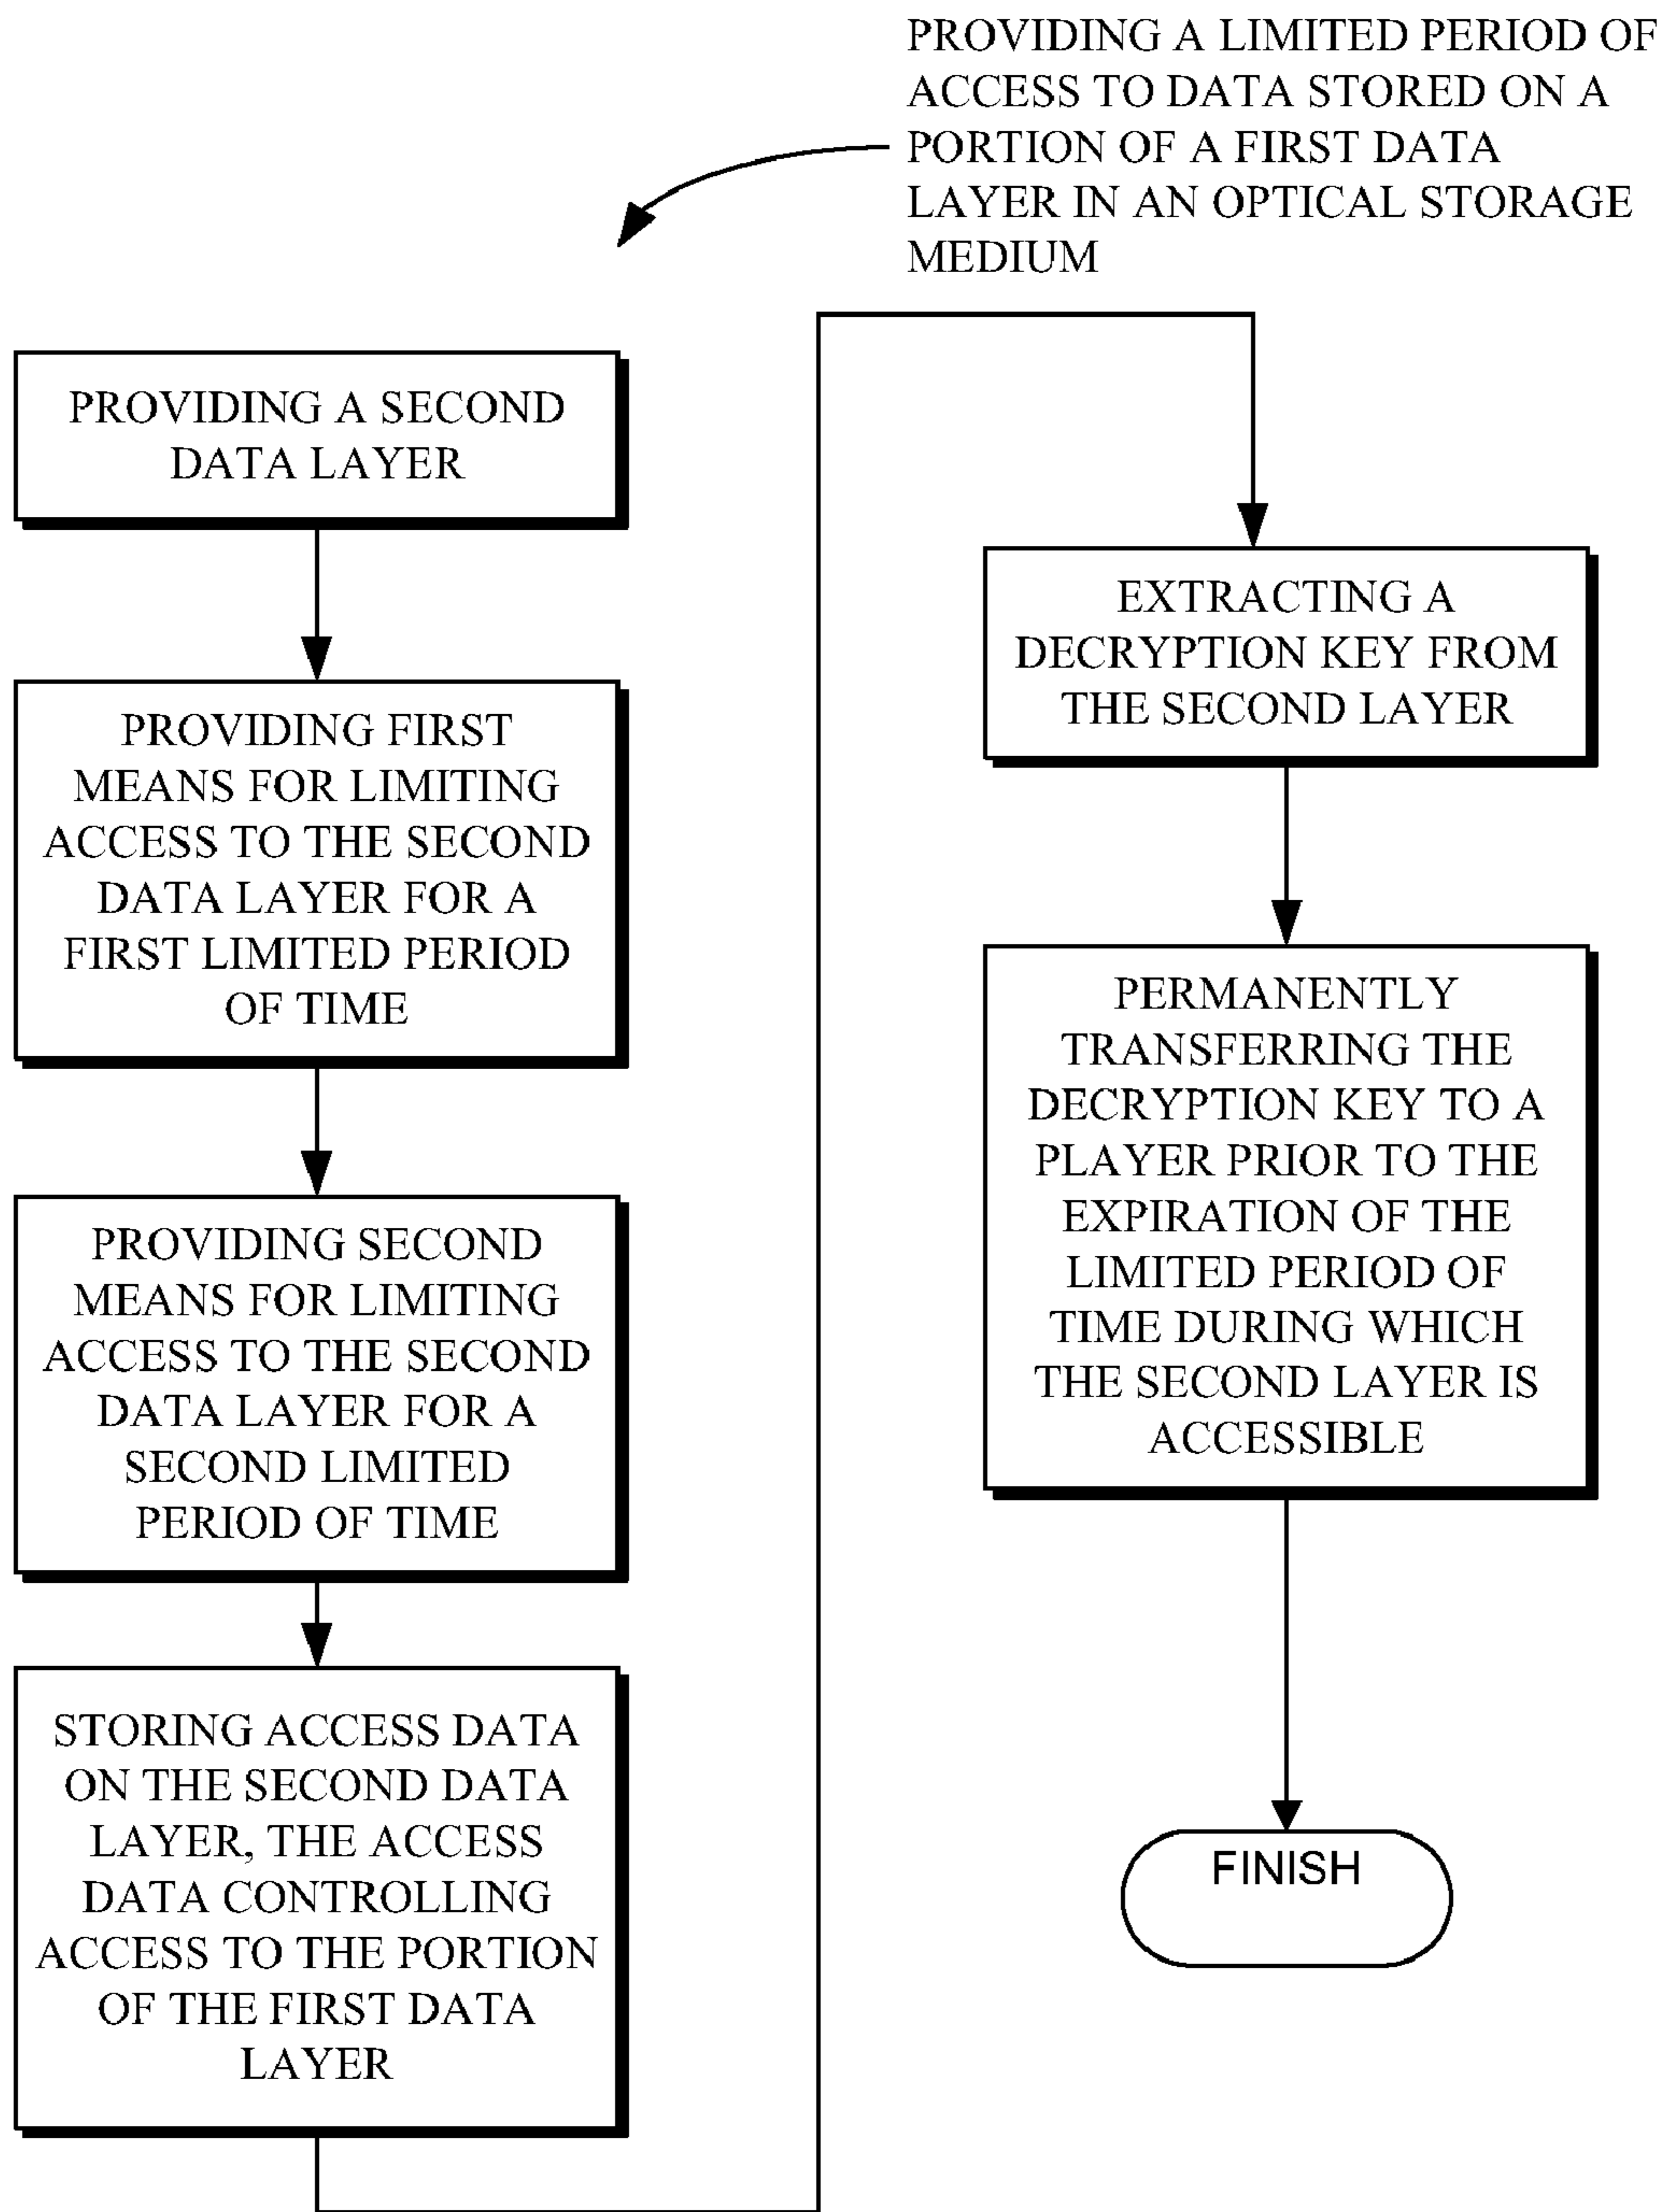 PROVIDING A LIMITED PERIOD OF
ACCESS TO DATA STORED ON A
PORTION OF A FIRST DATA
LAYER IN AN OPTICAL STORAGE
MEDIUM
PROVIDING A SECOND
DATA LAYER
PROVIDING FIRST
MEANS FOR LIMITING
ACCESS TO THE SECOND
DATA LAYER FOR A
FIRST LIMITED PERIOD
OF TIME
PROVIDING SECOND
MEANS FOR LIMITING
ACCESS TO THE SECOND
DATA LAYER FOR A
SECOND LIMITED
PERIOD OF TIME
STORING ACCESS DATA
ON THE SECOND DATA
LAYER, THE ACCESS
DATA CONTROLLING
ACCESS TO THE PORTION
OF THE FIRST DATA
LAYER
EXTRACTING A
DECRYPTION KEY FROM
THE SECOND LAYER
PERMANENTLY
TRANSFERRING THE
DECRYPTION KEY TO A
PLAYER PRIOR TO THE
EXPIRATION OF THE
LIMITED PERIOD OF
TIME DURING WHICH
THE SECOND LAYER IS
ACCESSIBLE
FINISH